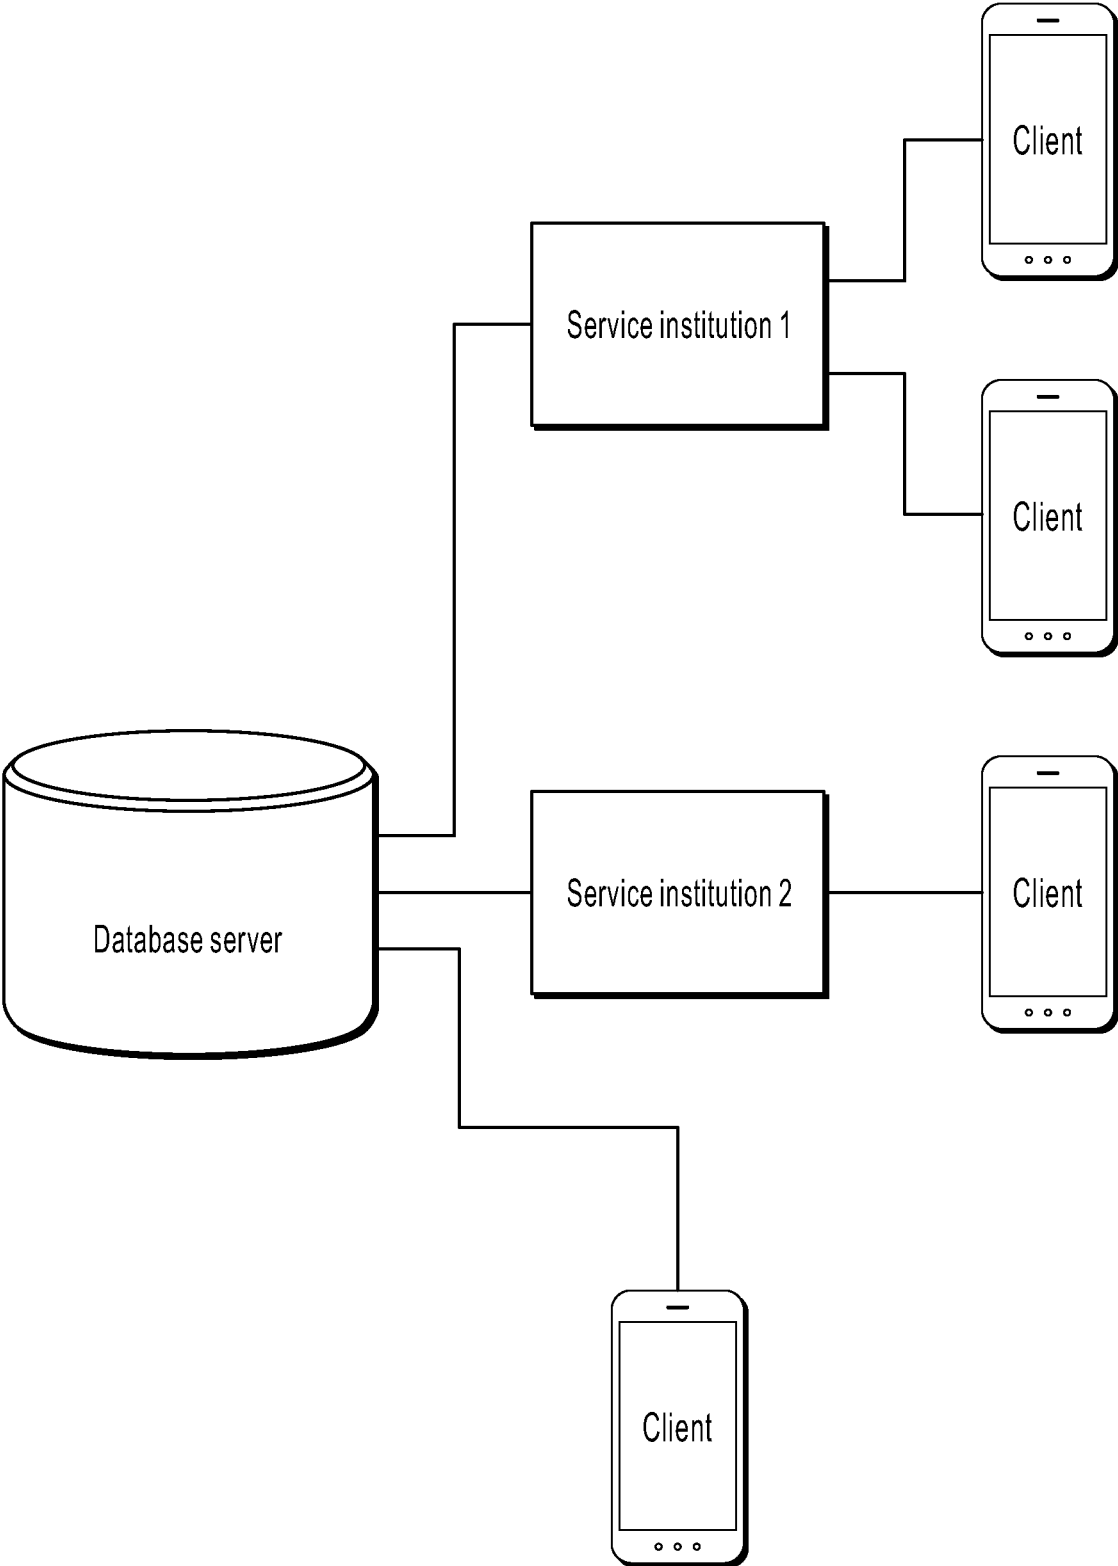 Client
Service institution 1
Client
Service institution 2
Client
Database server
Client